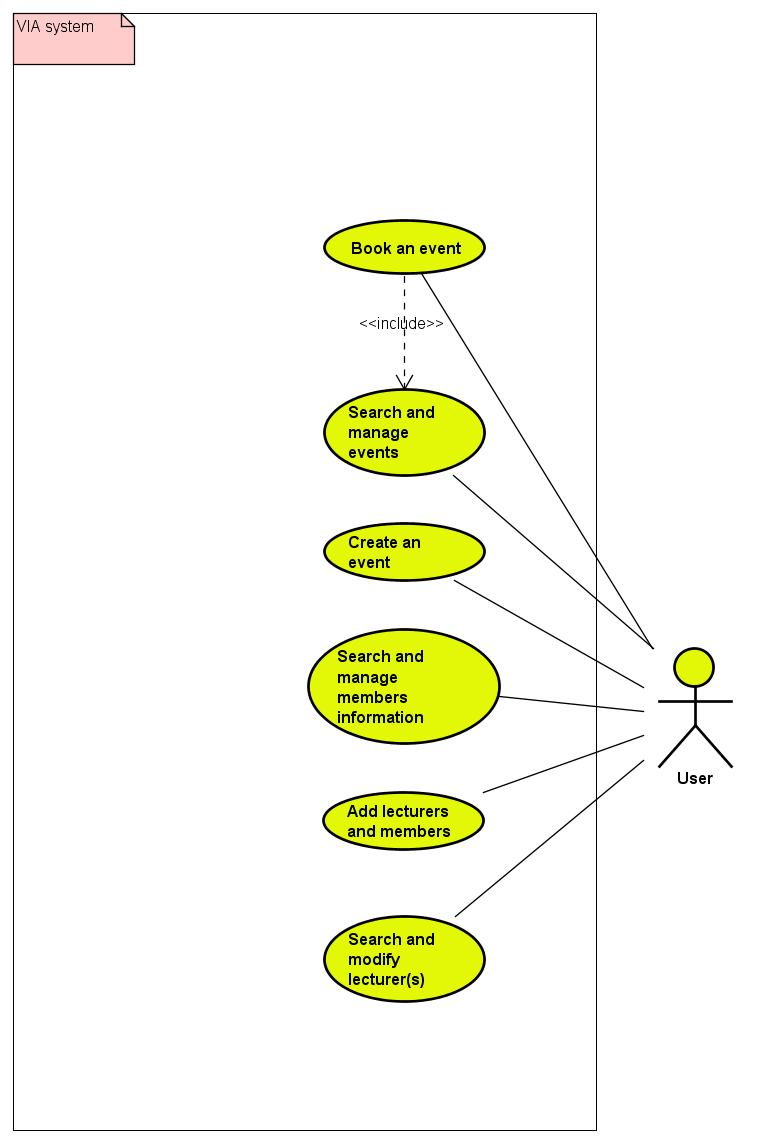 VIA system
Book an event
<<include>>
Search and
manage
events
Create an
event
Search and
manage
members
information
Add lecturers
and members
Search and
modify
lecturer(s)
User